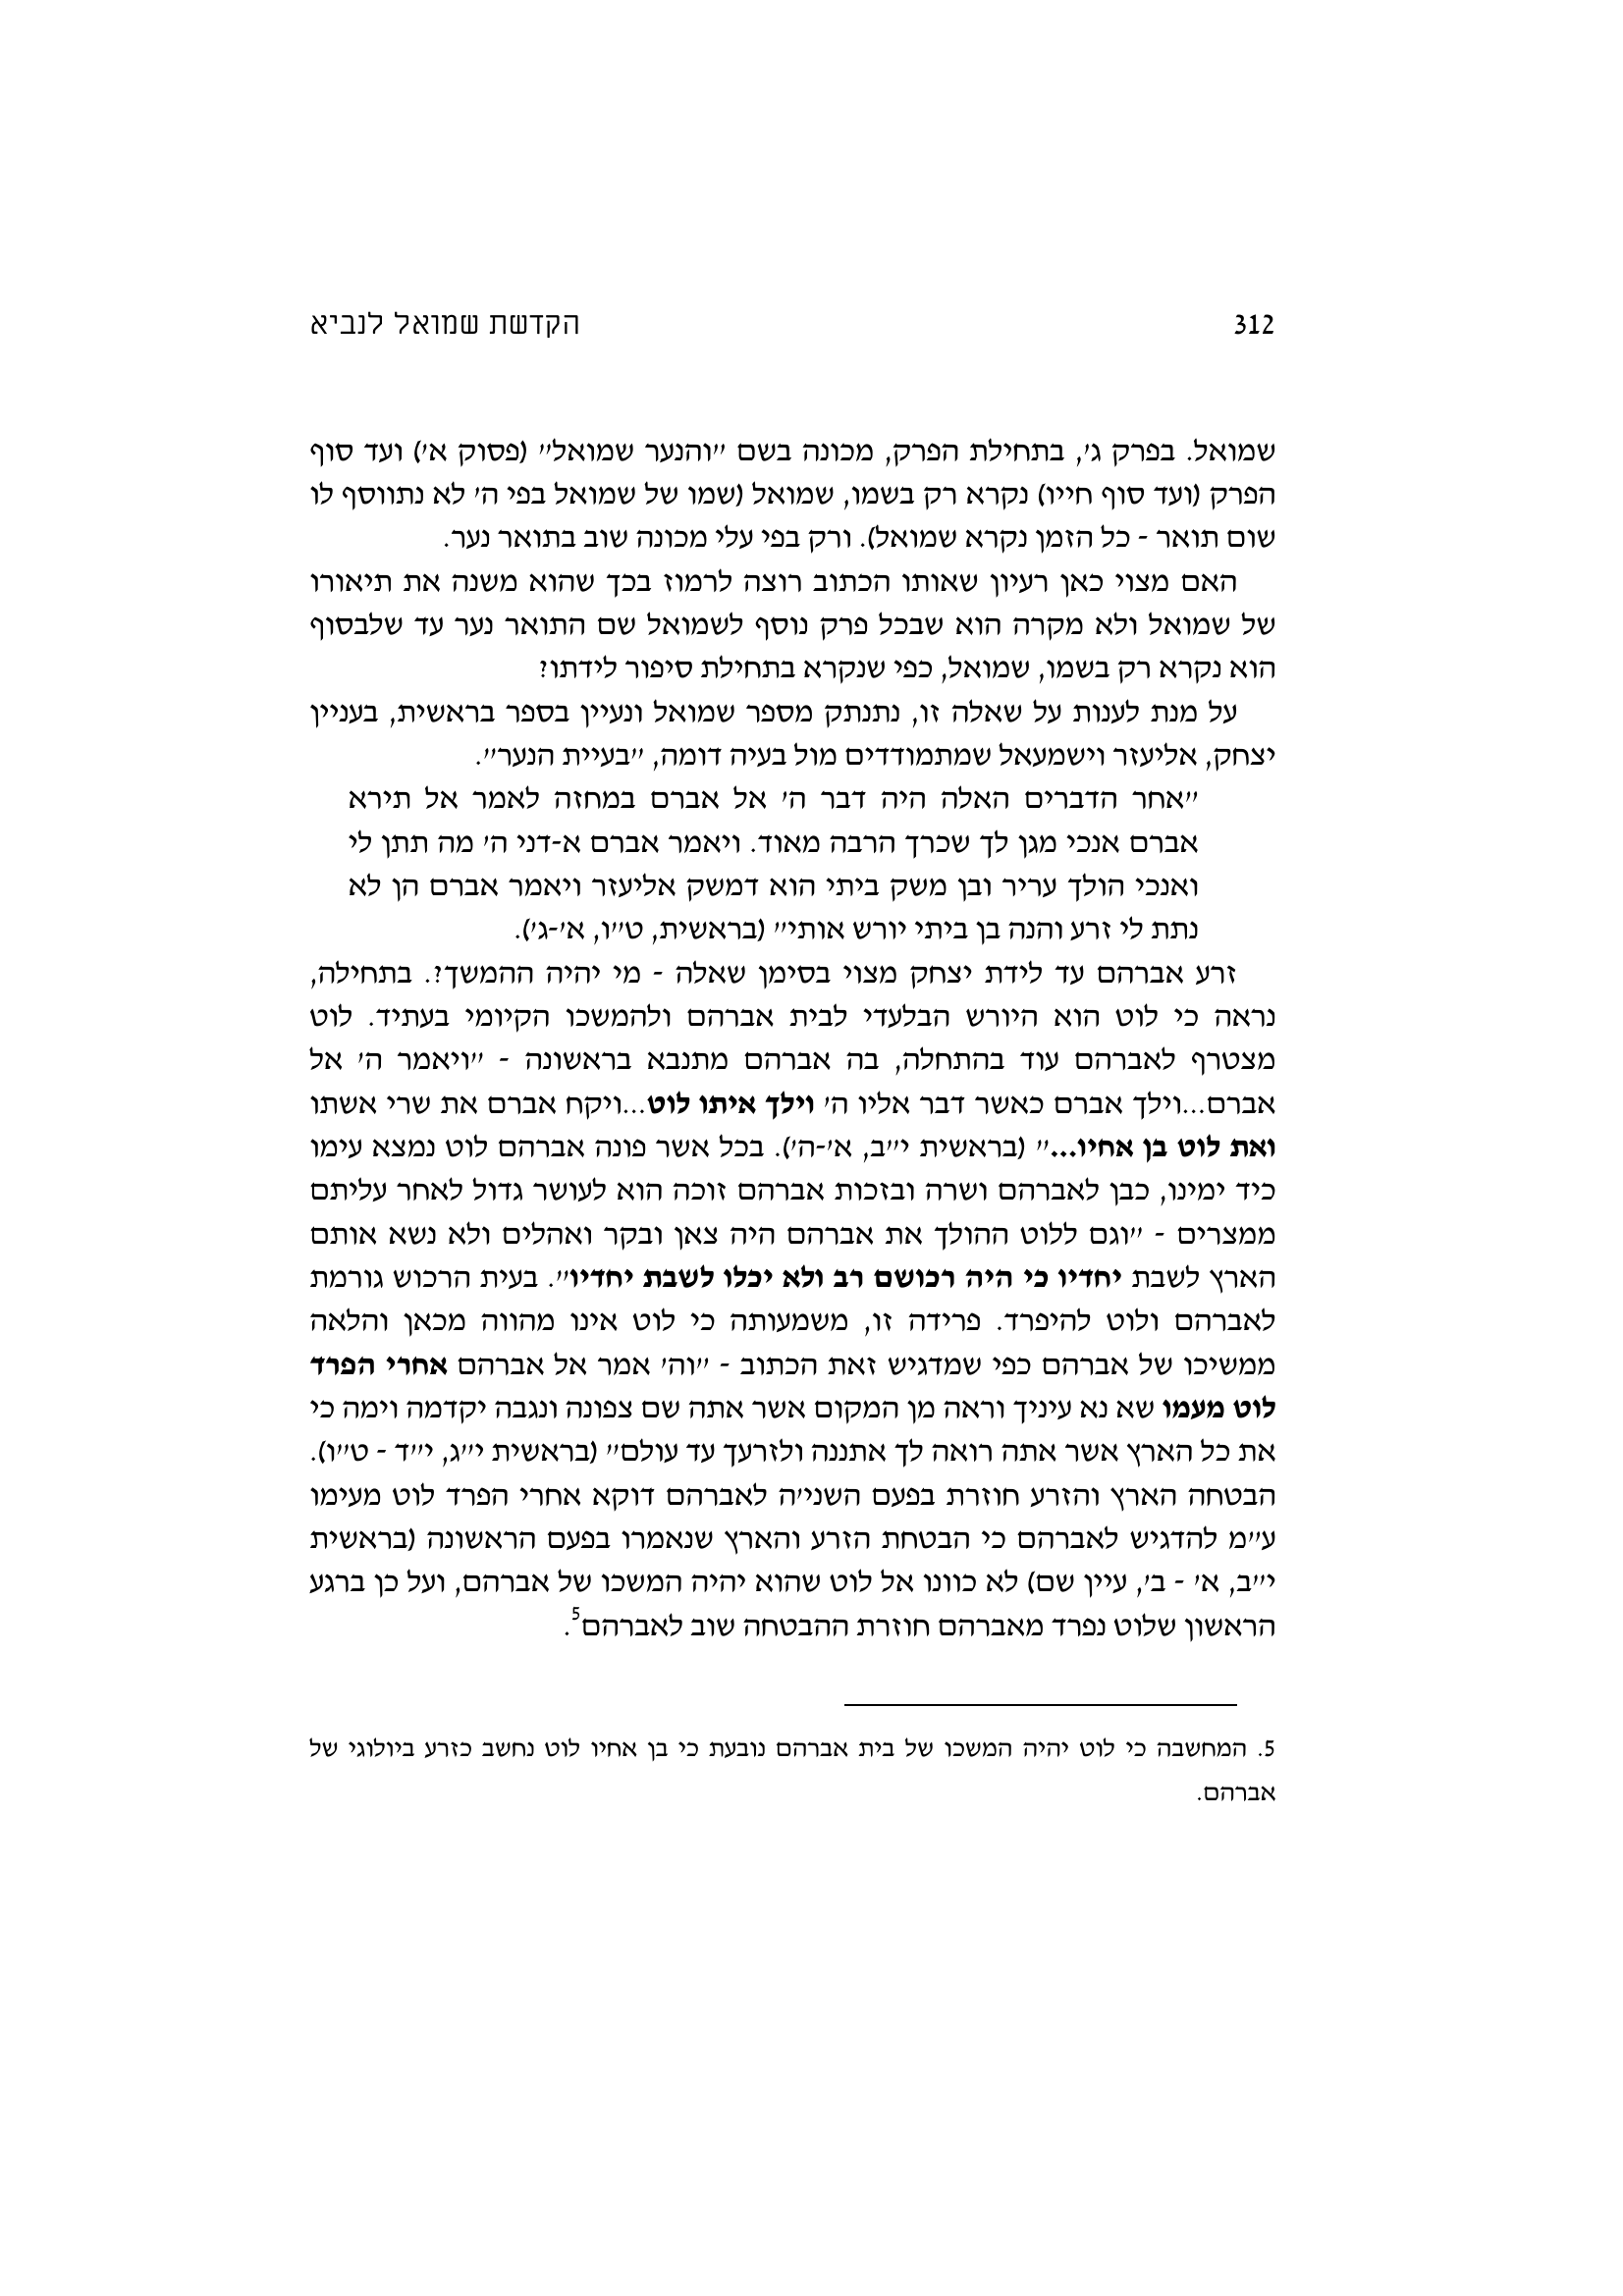 312 הקדשת שמואל לנביא
שמואל. בפרק ג׳, בתחילת הפרק, מכונה בשם ״והנער שמואל״ (פסוק א׳) ועד סוף
הפרק (ועד סוף חייו) נקרא רק בשמו, שמואל (שמו של שמואל בפי ה׳ לא נתווסף לו
שום תואר - כל הזמן נקרא שמואל). ורק בפי עלי מכונה שוב בתואר נער.
האם מצוי כאן רעיון שאותו הכתוב רוצה לרמוז בכך שהוא משנה את תיאורו
של שמואל ולא מקרה הוא שבכל פרק נוסף לשמואל שם התואר נער עד שלבסוף
הוא נקרא רק בשמו, שמואל, כפי שנקרא בתחילת סיפור לידתו?
על מנת לענות על שאלה זו, נתנתק מספר שמואל ונעיין בספר בראשית, בעניין
יצחק, אליעזר וישמעאל שמתמודדים מול בעיה דומה, ״בעיית הנער״.
״אחר הדברים האלה היה דבר ה׳ אל אברם במחזה לאמר אל תירא
אברם אנכי מגן לך שכרך הרבה מאוד. ויאמר אברם א-דני ה׳ מה תתן לי
ואנכי הולך ערירי ובן משק ביתי הוא דמשק אליעזר ויאמר אברם הן לא
נתת לי זרע והנה בן ביתי יורש אותי״ (בראשית, ט״ו, א׳-ג׳).
זרע אברהם עד לידת יצחק מצוי בסימן שאלה - מי יהיה ההמשך?. בתחילה,
נראה כי לוט הוא היורש הבלעדי לבית אברהם ולהמשכו הקיומי בעתיד. לוט
מצטרף לאברהם עוד בהתחלה, בה אברהם מתנבא בראשונה - ״ויאמר ה׳ אל
אברם...וילך אברם כאשר דבר אליו ה׳ וילך איתו לוט...ויקח אברם את שרי אשתו
ואת לוט בן אחיו...״ (בראשית י״ב, א׳-ה׳). בכל אשר פונה אברהם לוט נמצא עימו
כיד ימינו, כבן לאברהם ושרה ובזכות אברהם זוכה הוא לעושר גדול לאחר עליתם
ממצרים - ״וגם ללוט ההולך את אברהם היה צאן ובקר ואהלים ולא נשא אותם
הארץ לשבת יחדיו כי היה רכושם רב ולא יכלו לשבת יחדיו״. בעית הרכוש גורמת
לאברהם ולוט להיפרד. פרידה זו, משמעותה כי לוט אינו מהווה מכאן והלאה
ממשיכו של אברהם כפי שמדגיש זאת הכתוב - ״וה׳ אמר אל אברהם אחרי הפרד
לוט מעמו שא נא עיניך וראה מן המקום אשר אתה שם צפונה ונגבה יקדמה וימה כי
את כל הארץ אשר אתה רואה לך אתננה ולזרעך עד עולם״ (בראשית י״ג, י״ד - ט״ו).
הבטחה הארץ והזרע חוזרת בפעם השני׳ה לאברהם דוקא אחרי הפרד לוט מעימו
ע״מ להדגיש לאברהם כי הבטחת הזרע והארץ שנאמרו בפעם הראשונה (בראשית
י״ב, א׳ - ב׳, עיין שם) לא כוונו אל לוט שהוא יהיה המשכו של אברהם, ועל כן ברגע
הראשון שלוט נפרד מאברהם חוזרת ההבטחה שוב לאברהם5.
5. המחשבה כי לוט יהיה המשכו של בית אברהם נובעת כי בן אחיו לוט נחשב כזרע ביולוגי של
אברהם.